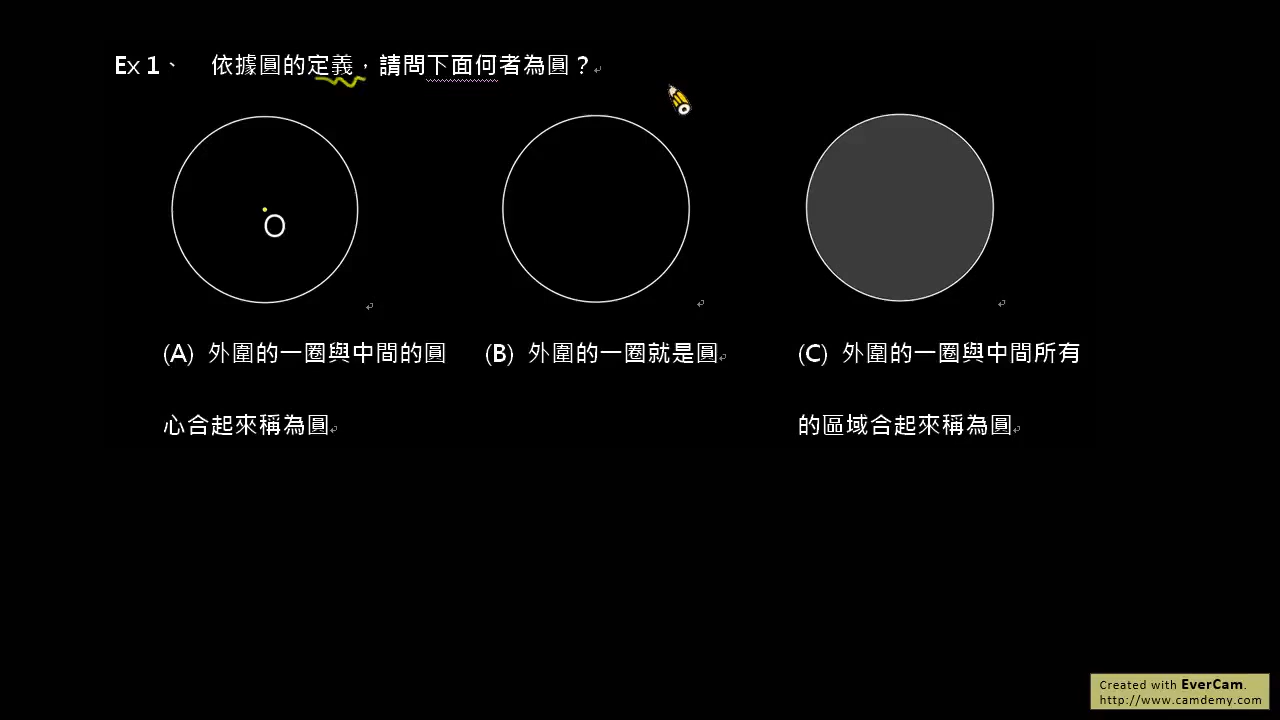 Ex 1、 依據圓的定義，請問下面何者為圓？
O
(A) 外圍的一圈與中間的圓
心合起來稱為圓
(B) 外圍的一圈就是圓
(C) 外圍的一圈與中間所有
的區域合起來稱為圓
Created with EverCam.
http://www.camdemy.com